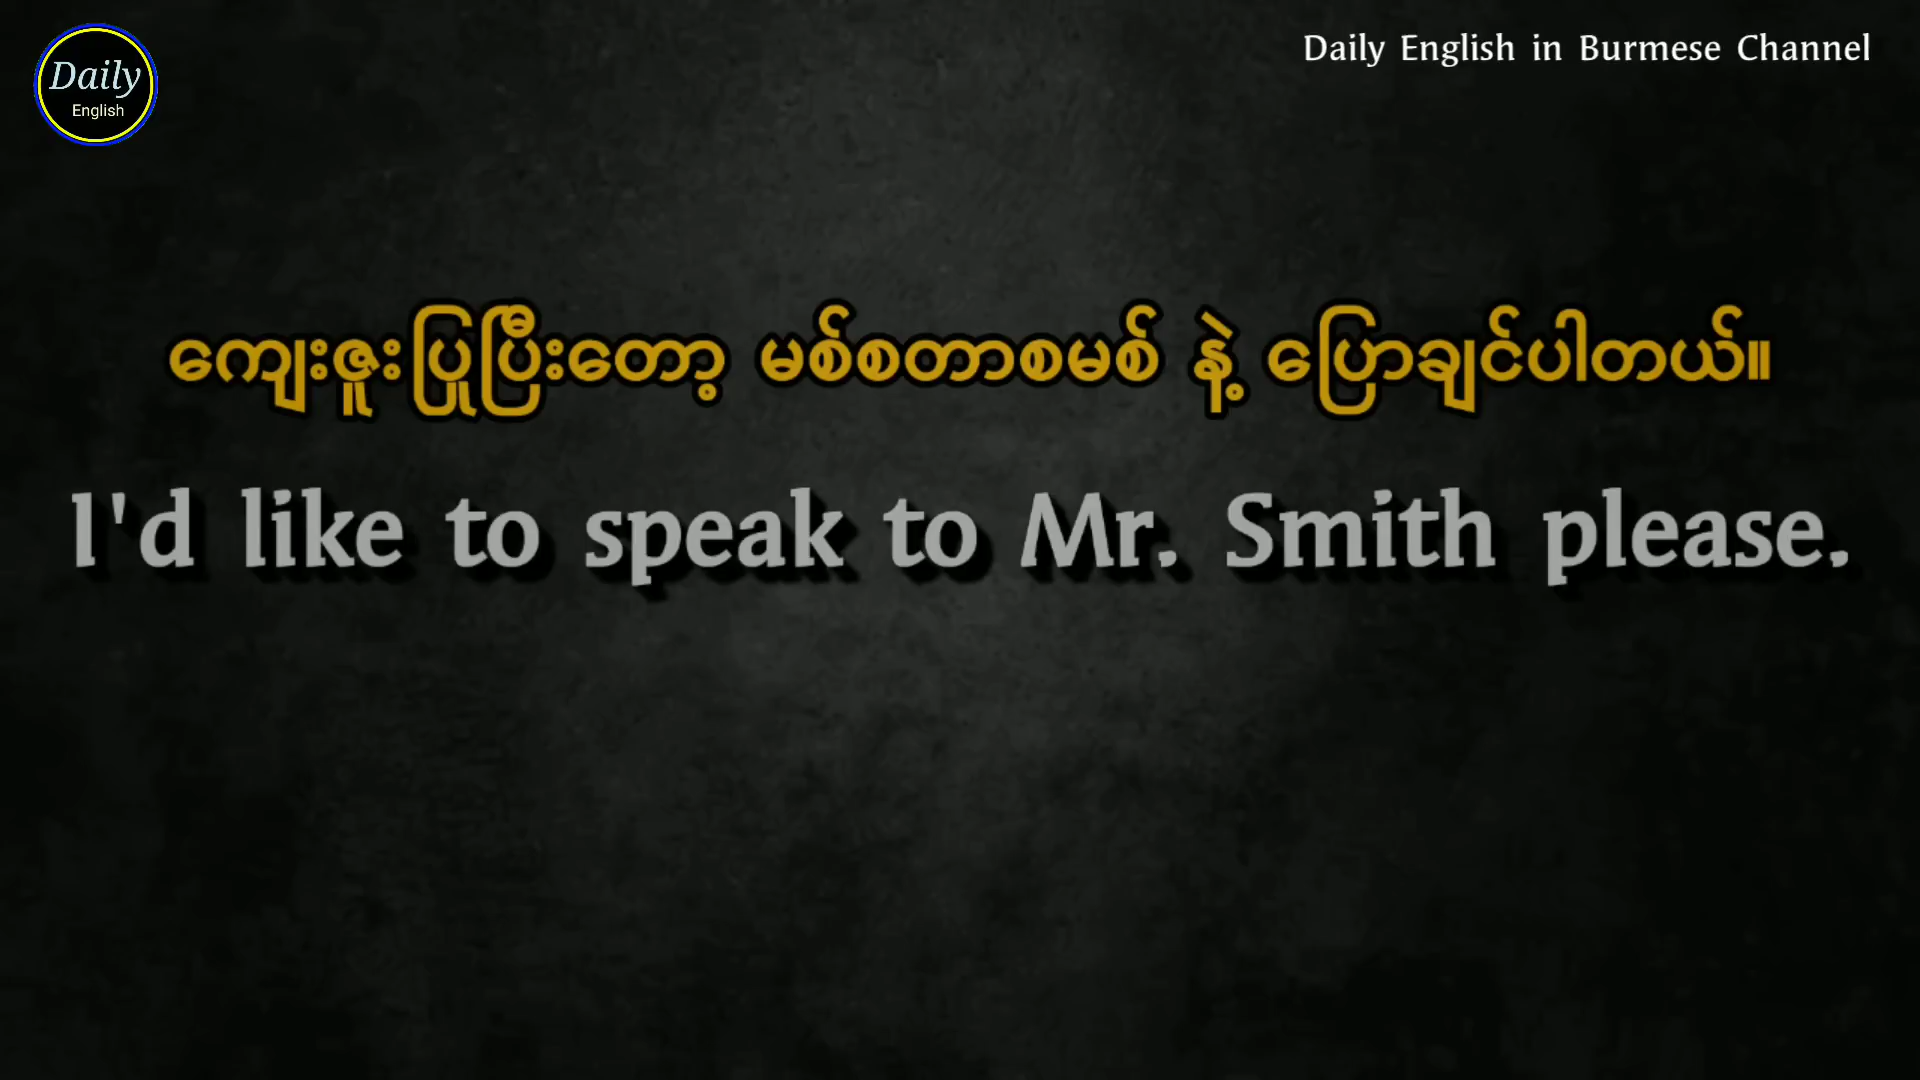 Daily
English
Daily English in Burmese Channel
ကျေးဇူးပြုပြီးတော့ မစ်စတာစမစ် နဲ့ ပြောချင်ပါတယ်။
I'd like to speak to Mr. Smith please.